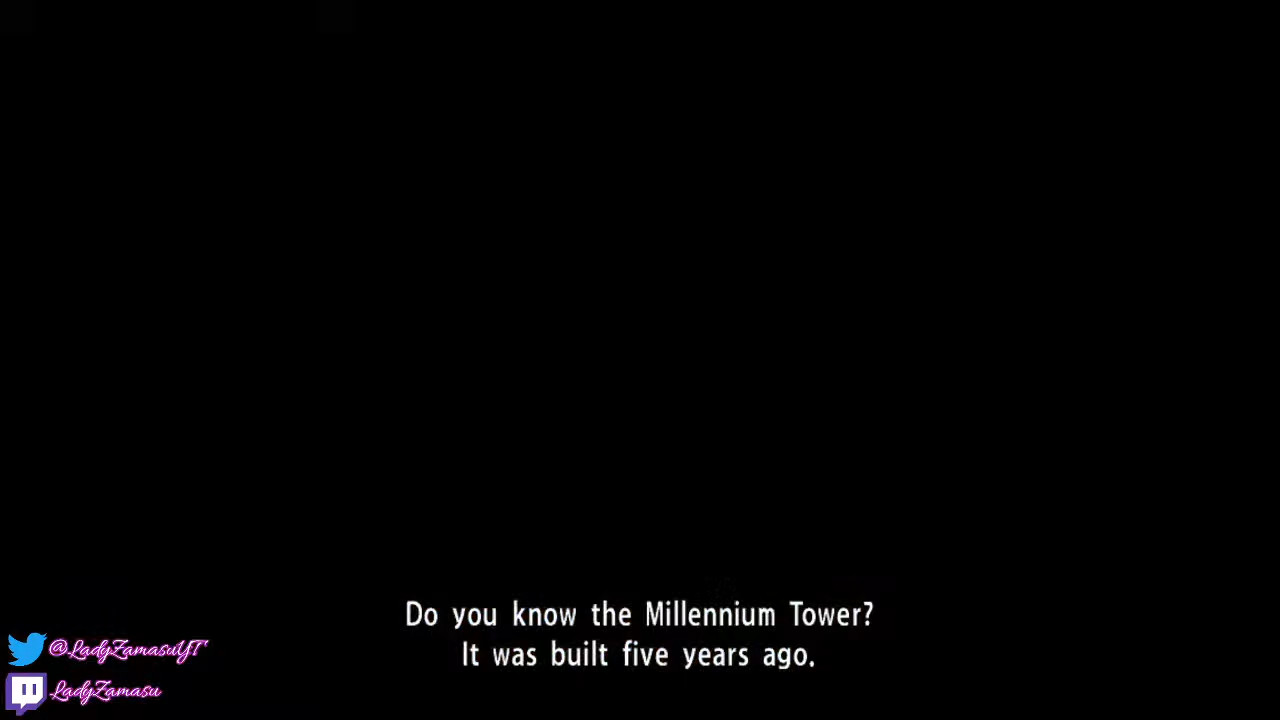 Do you know the Millennium Tower?
It was built five years ago.
@LadyZamasuYT
LadyZamasu